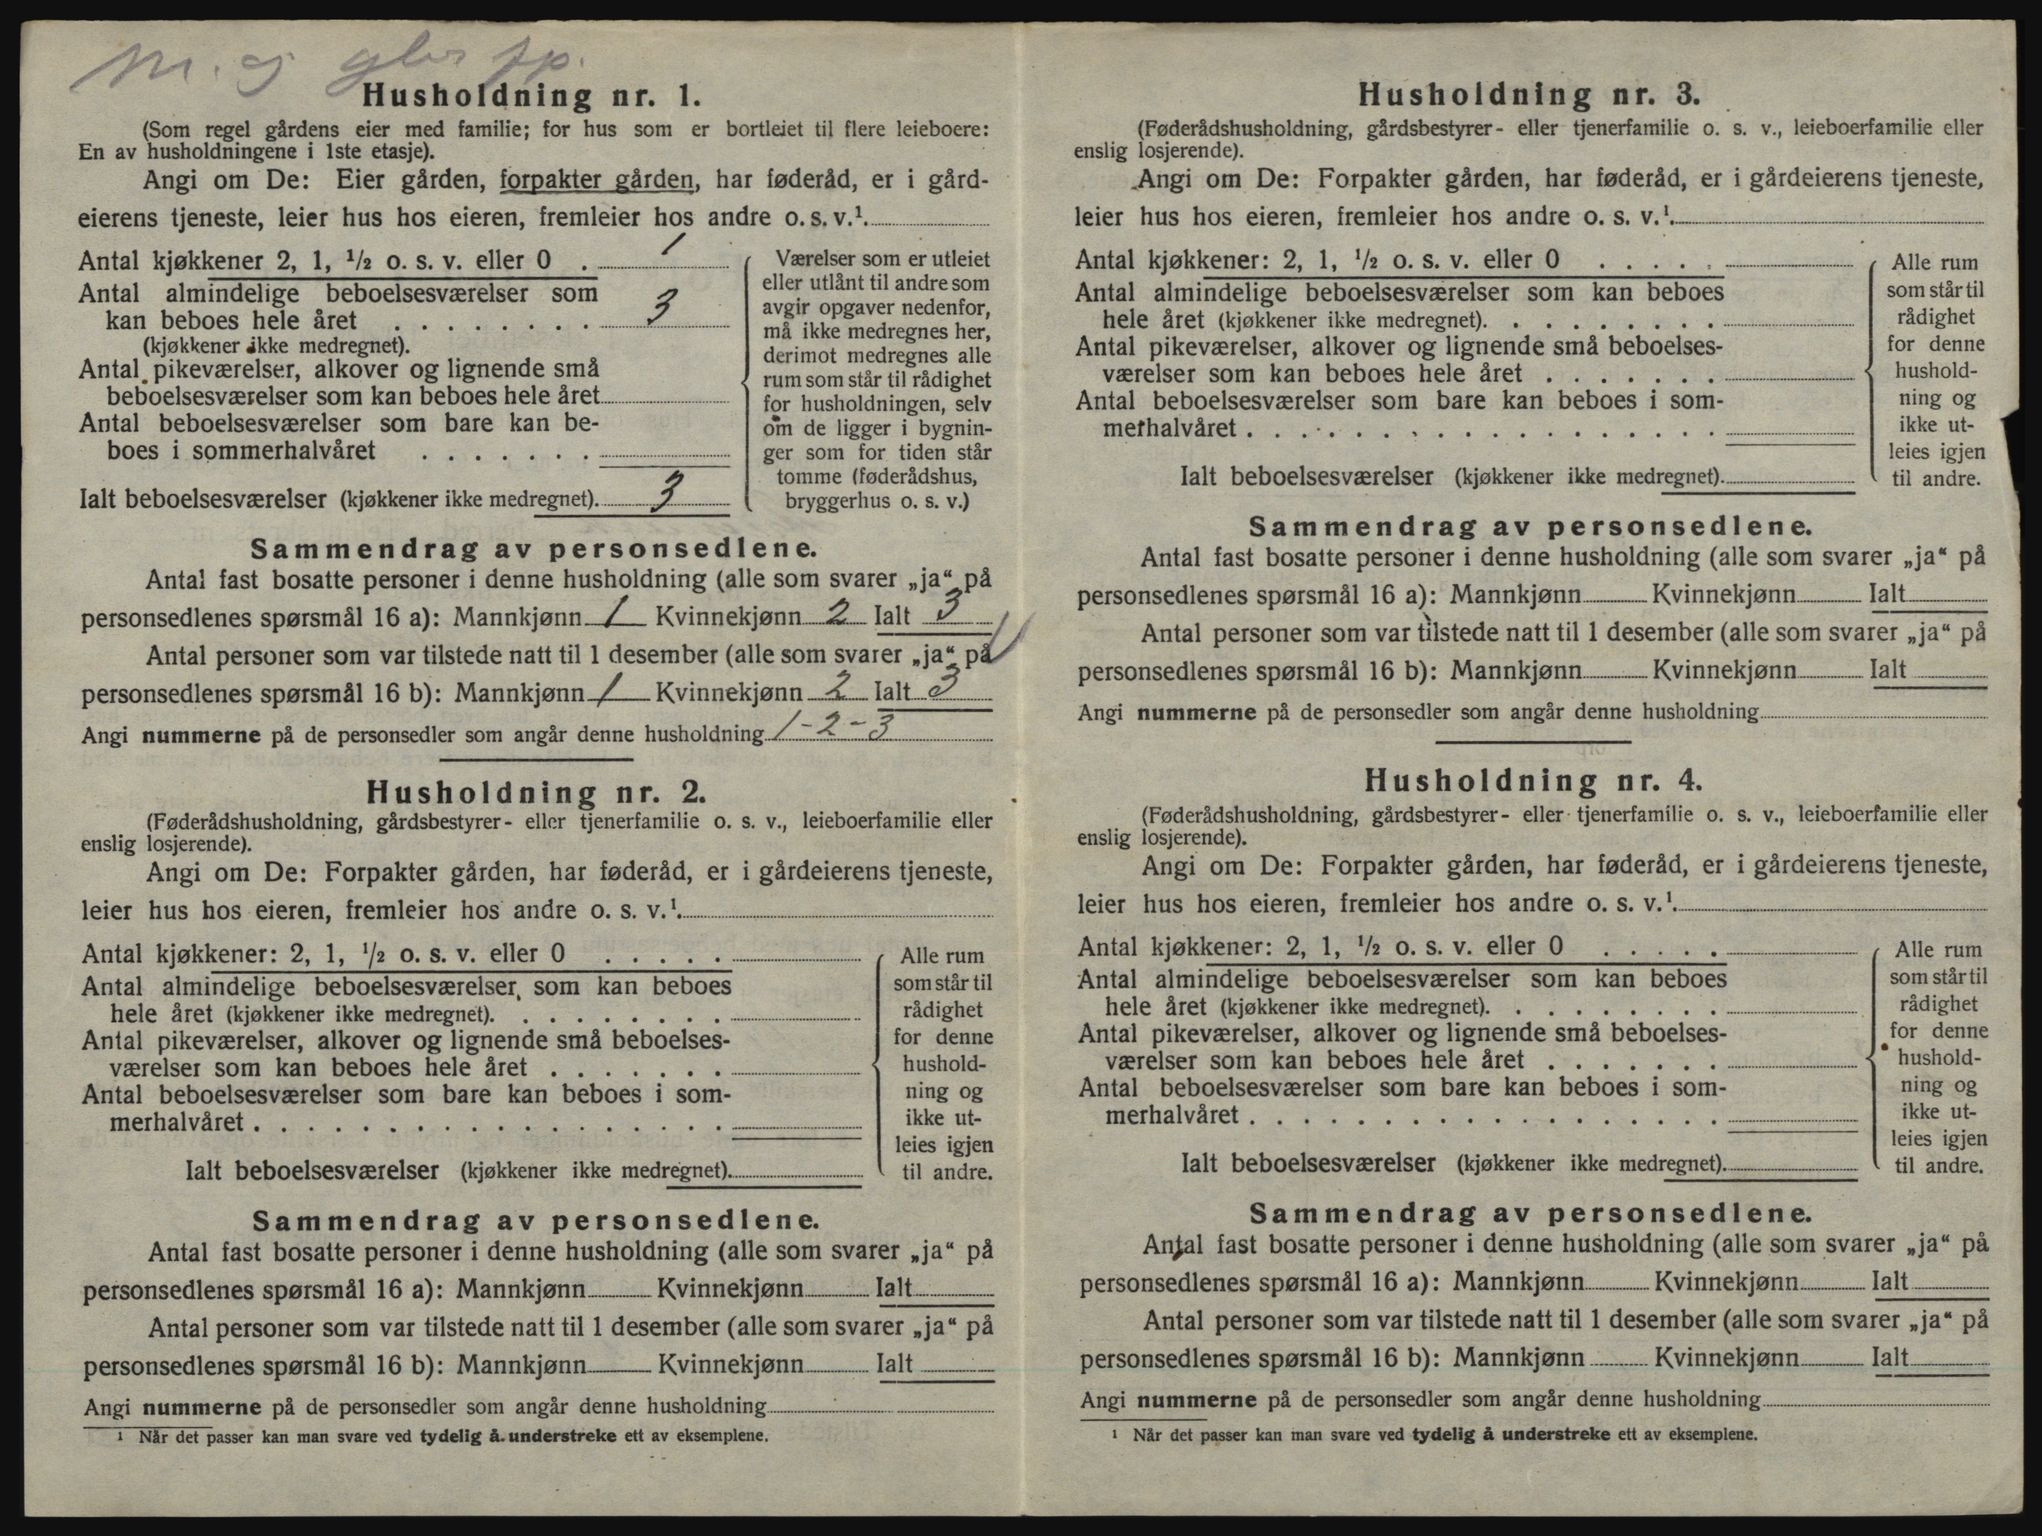 Husholdning nr. 1.
(Som regel gårdens eier med familie; for hus som er bortleiet til flere leieboere:
En av husholdningene i 1ste etasje).
Angi om De: Eier gården, forpakter gården, har føderåd, er i gård-
eierens tjeneste, leier hus hos eieren, fremleier hos andre o. s. v.¹.
Antal kjøkkener 2, 1, ½ o. s. v. eller 0 . 1
Antal almindelige beboelsesværelser som
kan beboes hele året . . . . . . . . 3
(kjøkkener ikke medregnet).
Antal pikeværelser, alkover og lignende små
beboelsesværelser som kan beboes hele året
Antal beboelsesværelser som bare kan be-
boes i sommerhalvåret . . . . . . .
Ialt beboelsesværelser (kjøkkener ikke medregnet). 3
Værelser som er utleiet
eller utlånt til andre som
avgir opgaver nedenfor,
må ikke medregnes her,
derimot medregnes alle
rum som står til rådighet
for husholdningen, selv
om de ligger i bygnin-
ger som for tiden står
tomme (føderådshus,
bryggerhus o. s. v.)
Sammendrag av personsedlene.
Antal fast bosatte personer i denne husholdning (alle som svarer „ja“ på
personsedlenes spørsmål 16 a): Mannkjønn 1 Kvinnekjønn 2 Ialt 3
Antal personer som var tilstede natt til 1 desember (alle som svarer „ja“ på
personsedlenes spørsmål 16 b): Mannkjønn 1 Kvinnekjønn 2 Ialt 3
Angi nummerne på de personsedler som angår denne husholdning 1-2-3
Husholdning nr. 2.
(Føderådshusholdning, gårdsbestyrer- eller tjenerfamilie o. s. v., leieboerfamilie eller
enslig losjerende).
Angi om De: Forpakter gården, har føderåd, er i gårdeierens tjeneste,
leier hus hos eieren, fremleier hos andre o. s. v.¹.
Antal kjøkkener: 2, 1, ½ o. s. v. eller 0 . . . . .
Antal almindelige beboelsesværelser som kan beboes
hele året (kjøkkener ikke medregnet). . . . . . . . .
Antal pikeværelser, alkover og lignende små beboelses-
værelser som kan beboes hele året . . . . . . .
Antal beboelsesværelser som bare kan beboes i som-
merhalvåret . . . . . . . . . . . . . . . . . .
Ialt beboelsesværelser (kjøkkener ikke medregnet).
Alle rum
som står til
rådighet
for denne
hushold-
ning og
ikke ut-
leies igjen
til andre.
Sammendrag av personsedlene.
Antal fast bosatte personer i denne husholdning (alle som svarer „ja“ på
personsedlenes spørsmål 16 a): Mannkjønn Kvinnekjønn Ialt
Antal personer som var tilstede natt til 1 desember (alle som svarer „ja“ på
personsedlenes spørsmål 16 b): Mannkjønn Kvinnekjønn Ialt
Angi nummerne på de personsedler som angår denne husholdning
¹ Når det passer kan man svare ved tydelig å understreke ett av eksemplene.
Husholdning nr. 3.
(Føderådshusholdning, gårdsbestyrer- eller tjenerfamilie o. s. v., leieboerfamilie eller
enslig losjerende).
Angi om De: Forpakter gården, har føderåd, er i gårdeierens tjeneste,
leier hus hos eieren, fremleier hos andre o. s. v.¹.
Antal kjøkkener: 2, 1, ½ o. s. v. eller 0 . . . . .
Antal almindelige beboelsesværelser som kan beboes
hele året (kjøkkener ikke medregnet). . . . . . . . .
Antal pikeværelser, alkover og lignende små beboelses-
værelser som kan beboes hele året . . . . . . .
Antal beboelsesværelser som bare kan beboes i som-
merhalvåret . . . . . . . . . . . . . . . . . .
Ialt beboelsesværelser (kjøkkener ikke medregnet).
Alle rum
som står til
rådighet
for denne
hushold-
ning og
ikke ut-
leies igjen
til andre.
Sammendrag av personsedlene.
Antal fast bosatte personer i denne husholdning (alle som svarer „ja“ på
personsedlenes spørsmål 16 a): Mannkjønn Kvinnekjønn Ialt
Antal personer som var tilstede natt til 1 desember (alle som svarer „ja“ på
personsedlenes spørsmål 16 b): Mannkjønn Kvinnekjønn Ialt
Angi nummerne på de personsedler som angår denne husholdning
Husholdning nr. 4.
(Føderådshusholdning, gårdsbestyrer- eller tjenerfamilie o. s. v., leieboerfamilie eller
enslig losjerende).
Angi om De: Forpakter gården, har føderåd, er i gårdeierens tjeneste,
leier hus hos eieren, fremleier hos andre o. s. v.¹.
Antal kjøkkener: 2, 1, ½ o. s. v. eller 0 . . . . .
Antal almindelige beboelsesværelser som kan beboes
hele året (kjøkkener ikke medregnet). . . . . . . . .
Antal pikeværelser, alkover og lignende små beboelses-
værelser som kan beboes hele året . . . . . . .
Antal beboelsesværelser som bare kan beboes i som-
merhalvåret . . . . . . . . . . . . . . . . . .
Ialt beboelsesværelser (kjøkkener ikke medregnet).
Alle rum
som står til
rådighet
for denne
hushold-
ning og
ikke ut-
leies igjen
til andre.
Sammendrag av personsedlene.
Antal fast bosatte personer i denne husholdning (alle som svarer „ja“ på
personsedlenes spørsmål 16 a): Mannkjønn Kvinnekjønn Ialt
Antal personer som var tilstede natt til 1 desember (alle som svarer „ja“ på
personsedlenes spørsmål 16 b): Mannkjønn Kvinnekjønn Ialt
Angi nummerne på de personsedler som angår denne husholdning
¹ Når det passer kan man svare ved tydelig å understreke ett av eksemplene.